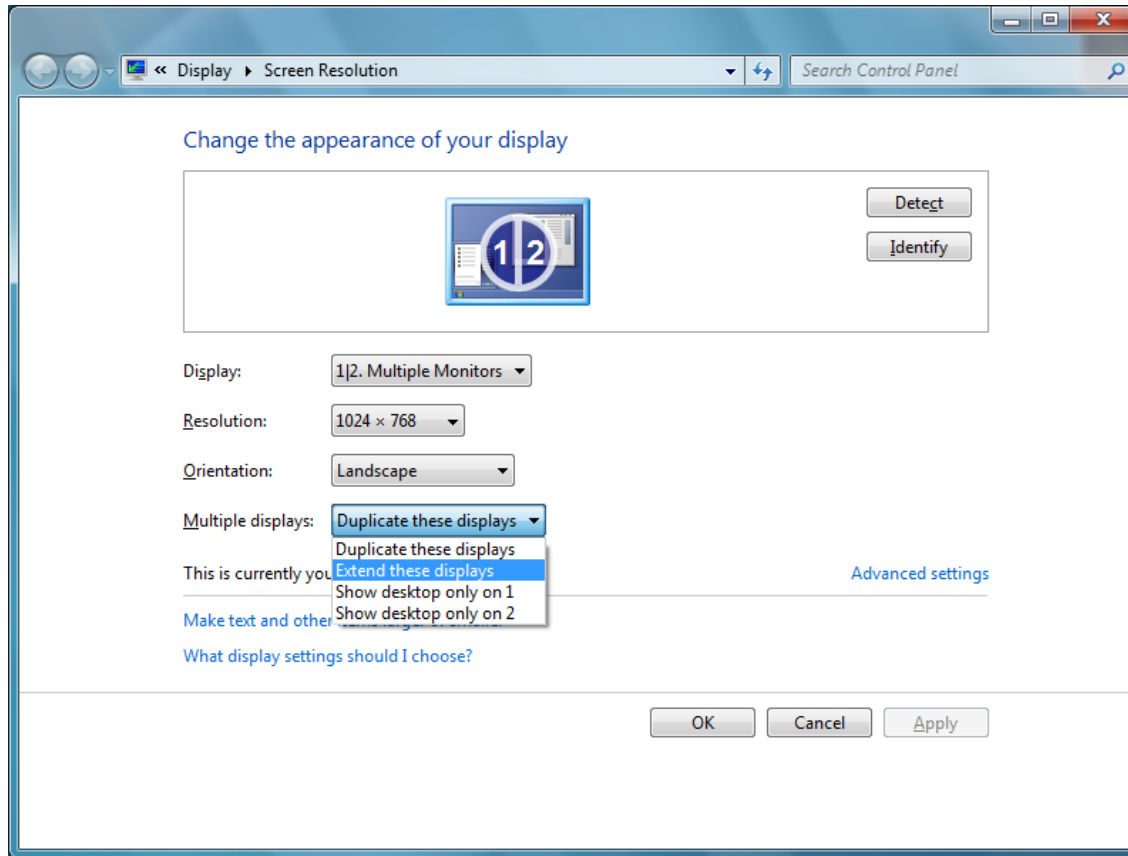 « Display ▸ Screen Resolution Search Control Panel
Change the appearance of your display
Detect
1|2
Identify
Display: 1|2. Multiple Monitors
Resolution: 1024 × 768
Orientation: Landscape
Multiple displays: Duplicate these displays
Duplicate these displays
Extend these displays
Show desktop only on 1
Show desktop only on 2
This is currently you
Advanced settings
Make text and other
What display settings should I choose?
OK Cancel Apply